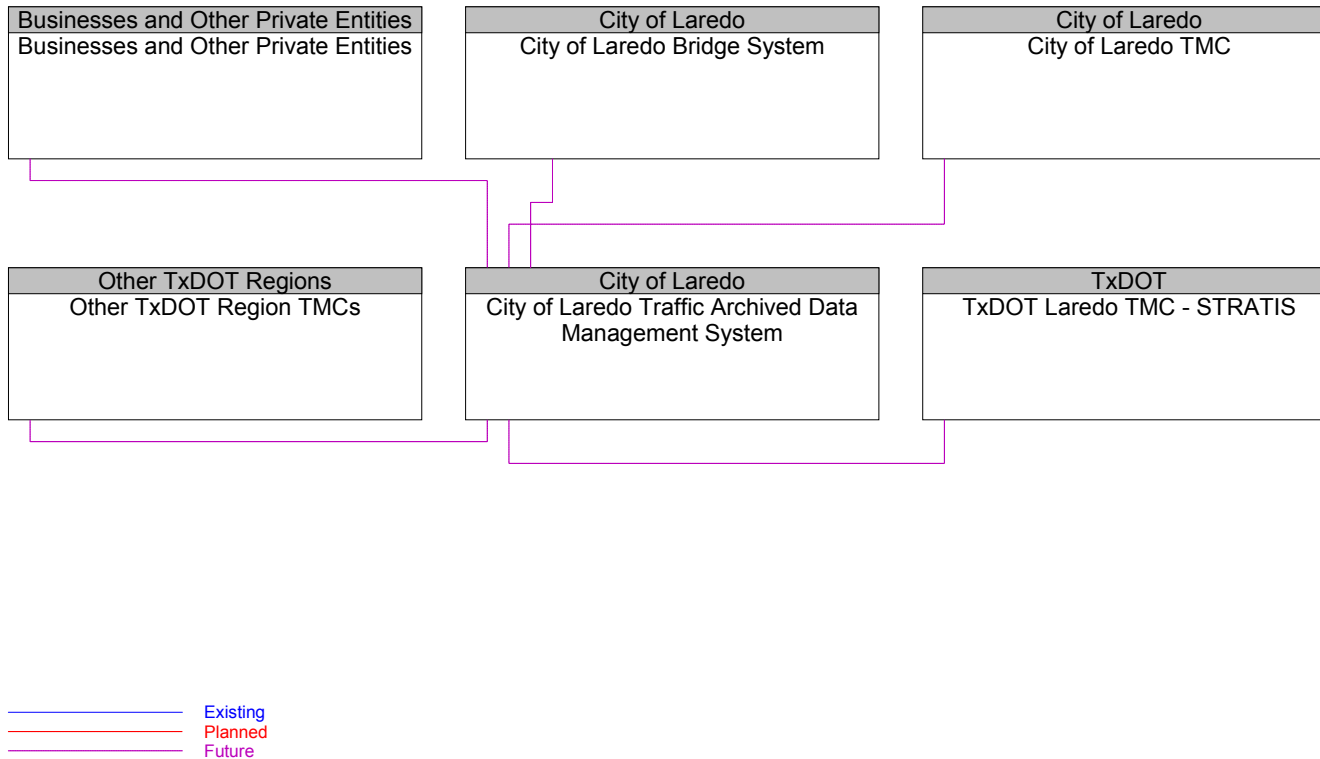 Businesses and Other Private Entities
Businesses and Other Private Entities
City of Laredo
City of Laredo Bridge System
City of Laredo
City of Laredo TMC
Other TxDOT Regions
Other TxDOT Region TMCs
City of Laredo
City of Laredo Traffic Archived Data
Management System
TxDOT
TxDOT Laredo TMC - STRATIS
Existing
Planned
Future